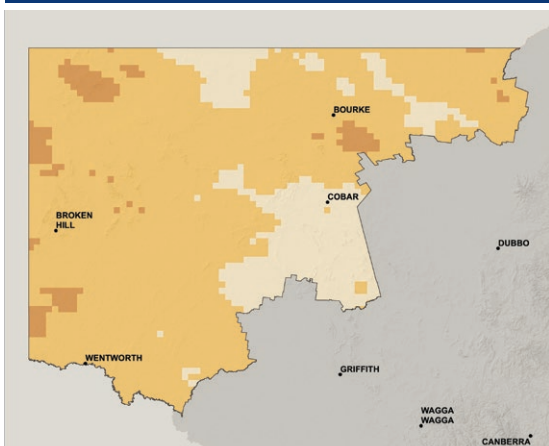 BOURKE
COBAR
BROKEN
HILL
DUBBO
WENTWORTH
GRIFFITH
WAGGA
WAGGA
CANBERRA